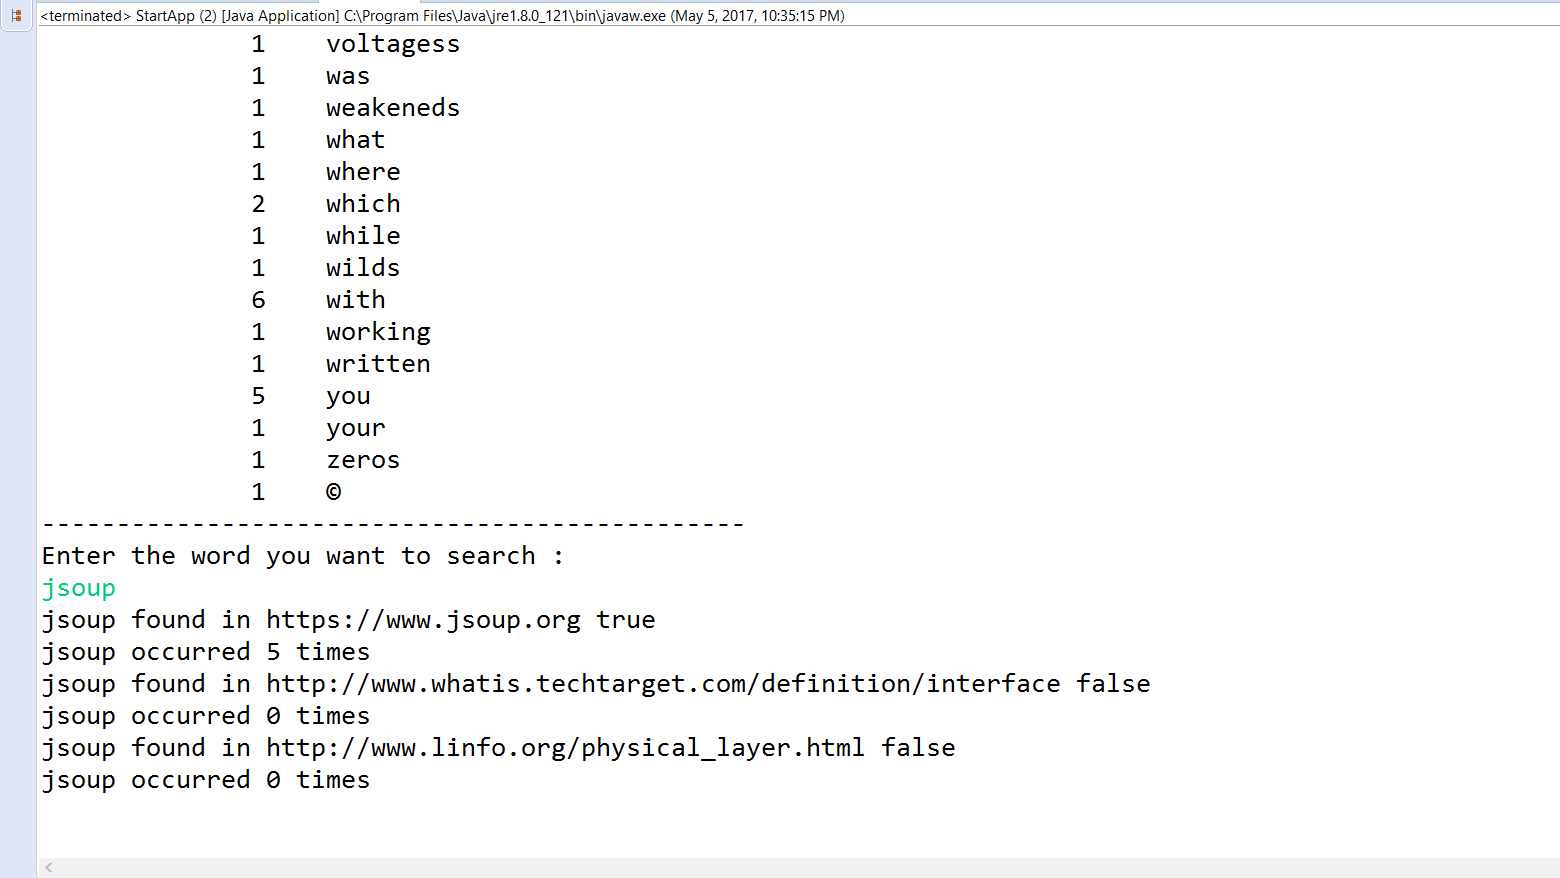 <terminated> StartApp (2) [Java Application] C:\Program Files\Java\jre1.8.0_121\bin\javaw.exe (May 5, 2017, 10:35:15 PM)
1 voltagess
1 was
1 weakeneds
1 what
1 where
2 which
1 while
1 wilds
6 with
1 working
1 written
5 you
1 your
1 zeros
1 ©
-----------------------------------------------
Enter the word you want to search :
jsoup
jsoup found in https://www.jsoup.org true
jsoup occurred 5 times
jsoup found in http://www.whatis.techtarget.com/definition/interface false
jsoup occurred 0 times
jsoup found in http://www.linfo.org/physical_layer.html false
jsoup occurred 0 times